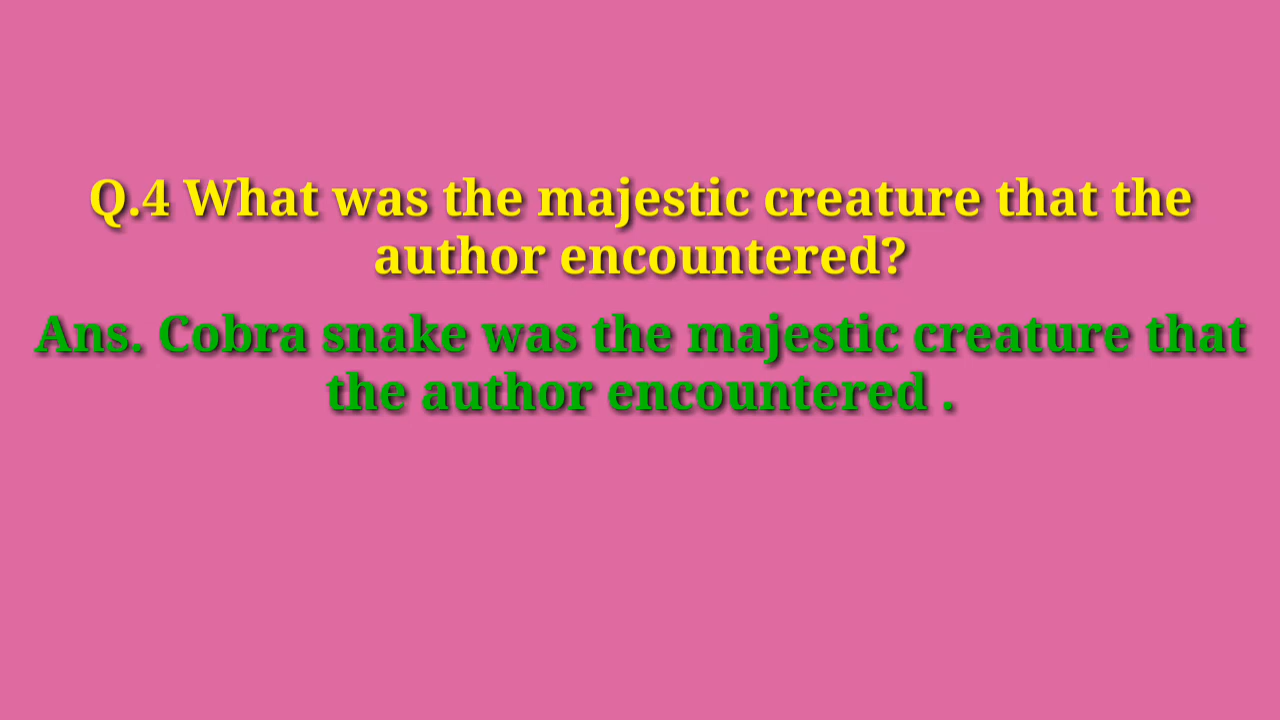 Q.4 What was the majestic creature that the
author encountered?
Ans. Cobra snake was the majestic creature that
the author encountered .